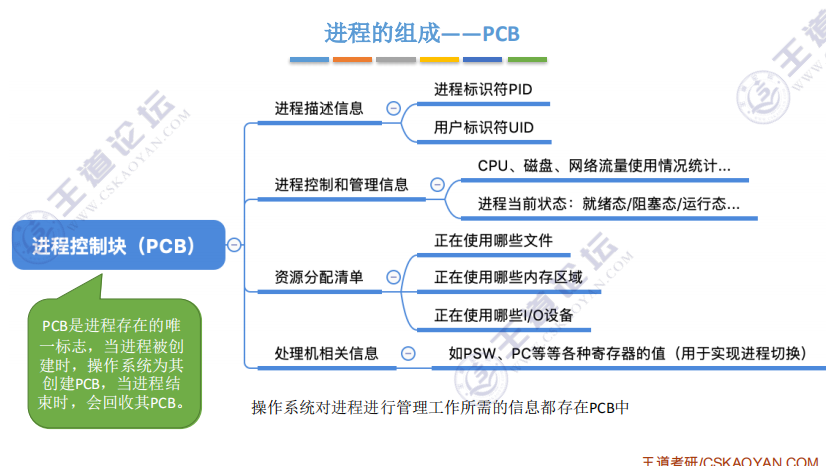 进程的组成——PCB
进程描述信息
进程标识符PID
用户标识符UID
进程控制和管理信息
CPU、磁盘、网络流量使用情况统计...
进程当前状态：就绪态/阻塞态/运行态...
进程控制块（PCB）
资源分配清单
正在使用哪些文件
正在使用哪些内存区域
正在使用哪些I/O设备
处理机相关信息
如PSW、PC等等各种寄存器的值（用于实现进程切换）
PCB是进程存在的唯
一标志，当进程被创
建时，操作系统为其
创建PCB，当进程结
束时，会回收其PCB。
操作系统对进程进行管理工作所需的信息都存在PCB中
王道考研/CSKAOYAN.COM
王道论坛
WWW.CSKAOYAN.COM
王道论坛
WWW.CSKAOYAN.COM